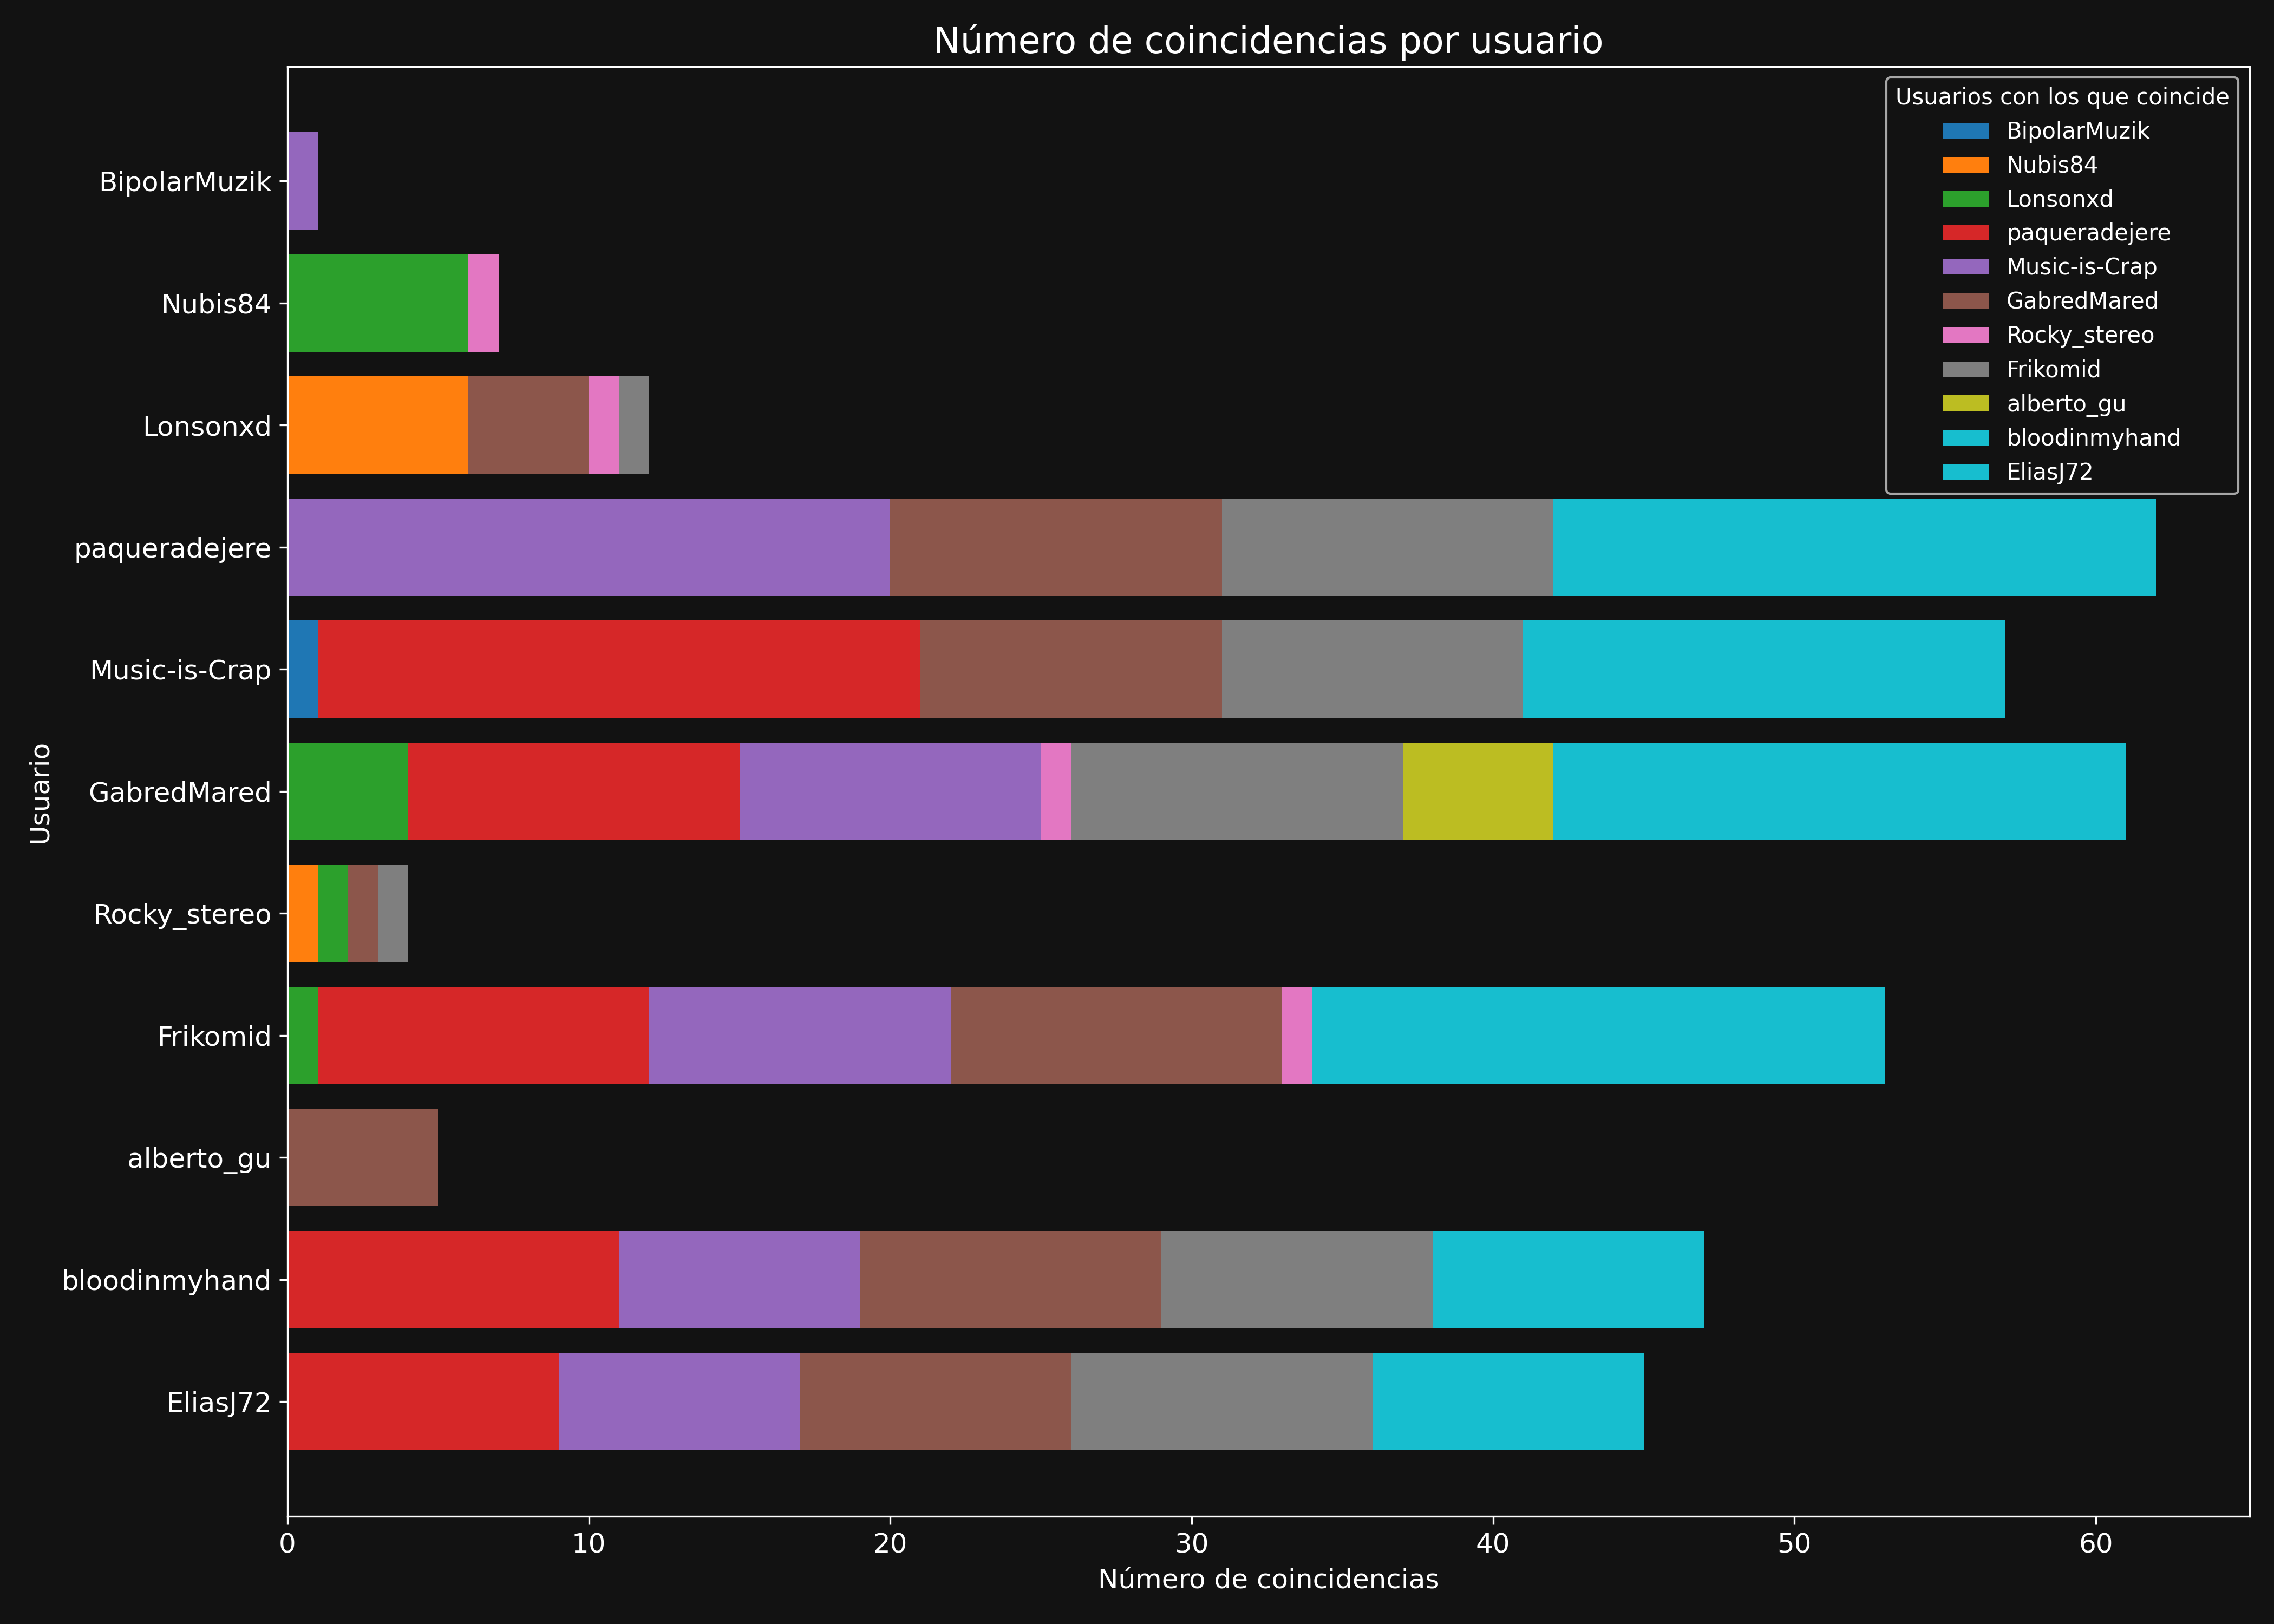 Número de coincidencias por usuario
Usuarios con los que coincide
BipolarMuzik
Nubis84
Lonsonxd
paqueradejere
Music-is-Crap
GabredMared
Rocky_stereo
Frikomid
alberto_gu
bloodinmyhand
EliasJ72
Usuario
BipolarMuzik
Nubis84
Lonsonxd
paqueradejere
Music-is-Crap
GabredMared
Rocky_stereo
Frikomid
alberto_gu
bloodinmyhand
EliasJ72
0 10 20 30 40 50 60
Número de coincidencias